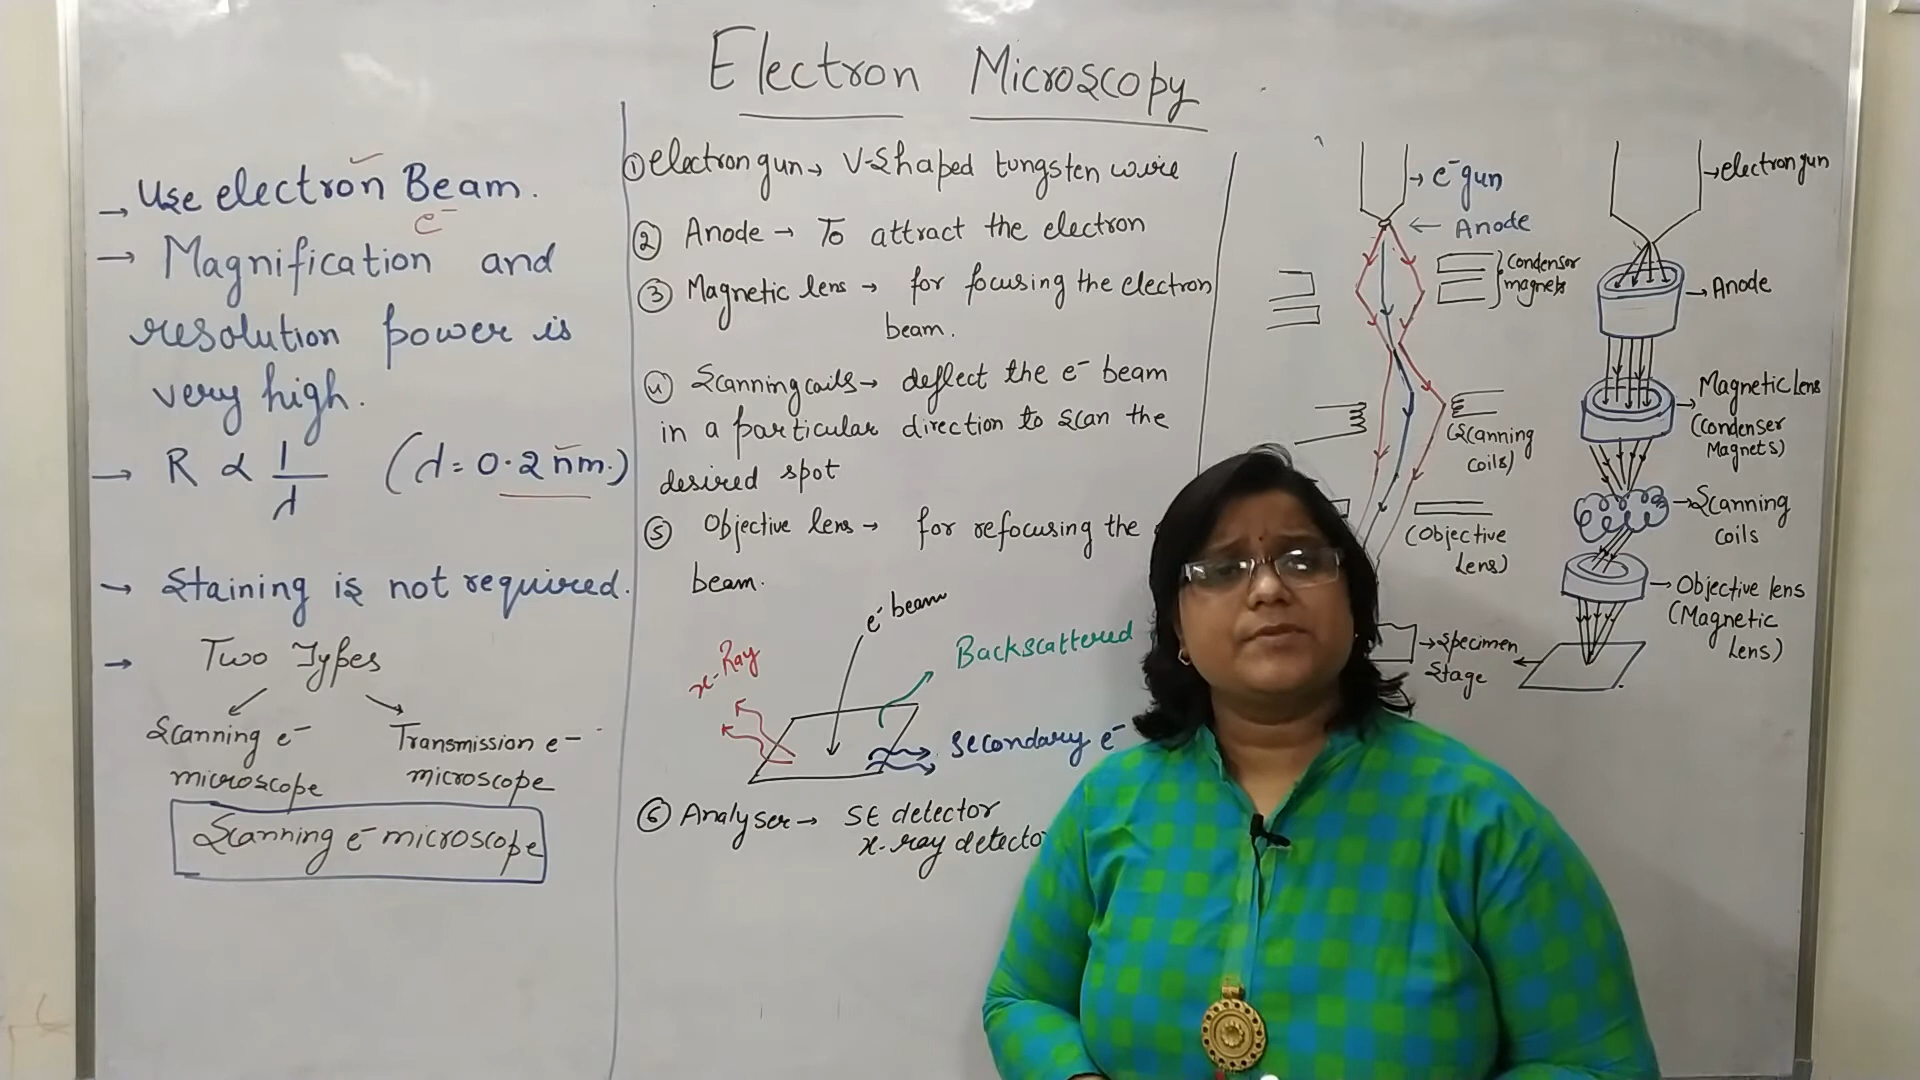 Electron Microscopy
→ Use electron Beam.
e⁻
→ Magnification and
resolution power is
very high.
→ R ∝ 1/λ (d = 0.2 nm.)
→ Staining is not required.
→ Two Types
Scanning e⁻
microscope
Transmission e⁻
microscope
Scanning e⁻ microscope
① electron gun → V-Shaped tungsten wire
② Anode → To attract the electron
③ Magnetic lens → for focusing the electron
beam.
④ Scanning coils → deflect the e⁻ beam
in a particular direction to scan the
desired spot
⑤ Objective lens → for refocusing the
beam.
e⁻ beam
x-Ray
Backscattered
Secondary e⁻
⑥ Analyser → SE detector
x-ray detector
→ e⁻ gun
← Anode
Condensor
magnets
(Scanning
coils)
(Objective
Lens)
→ Specimen
Stage
→ electron gun
→ Anode
→ Magnetic Lens
(Condenser
Magnets)
→ Scanning
coils
→ Objective lens
(Magnetic
Lens)